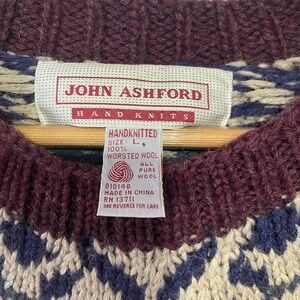 JOHN ASHFORD
HAND KNITS
HANDKNITTED
SIZE: L.
100%
WORSTED WOOL
ALL
PURE
WOOL
010148
MADE IN CHINA
RN 13711
SEE REVERSE FOR CARE